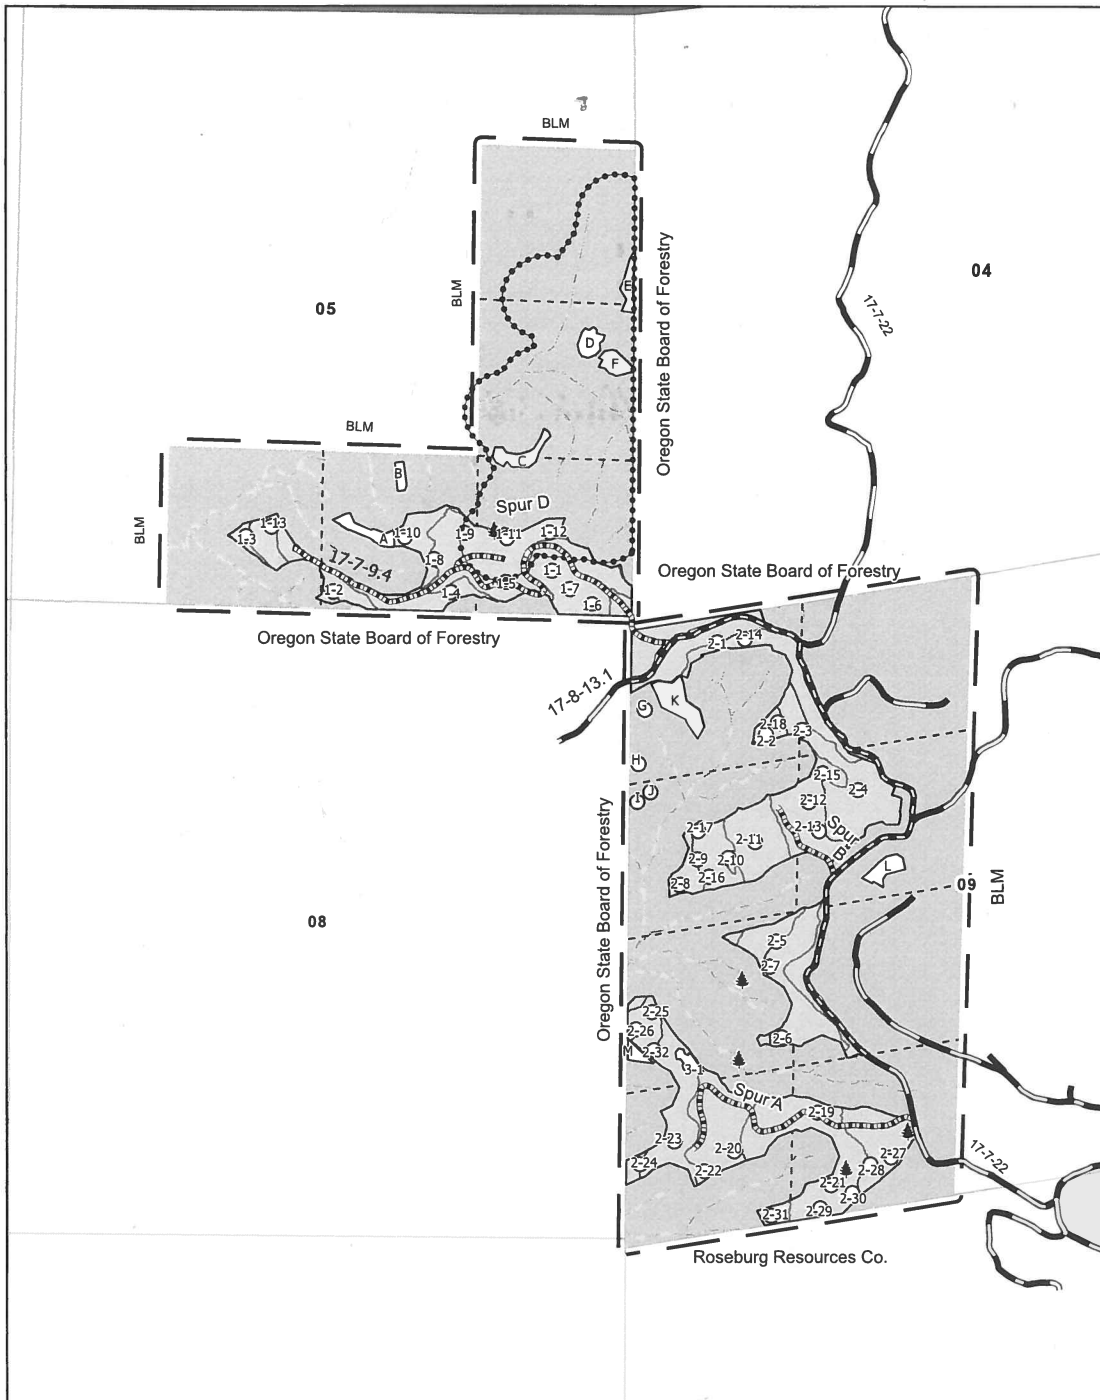 BLM
Oregon State Board of Forestry
04
05
BLM
17-7-22
E
D
F
BLM
C
B
Spur D
BLM
1-13
1-3
A
1-10
1-9
1-11
1-12
1-8
17-7-9.4
1-1
1-5
1-7
1-2
1-4
1-6
Oregon State Board of Forestry
Oregon State Board of Forestry
2-1
2-14
17-8-13.1
K
G
2-18
2-2
2-3
H
2-15
J
I
2-12
2-4
Oregon State Board of Forestry
2-17
2-13
Spur B
2-11
2-9
2-10
L
2-8
2-16
09
BLM
08
2-5
2-7
2-25
2-26
2-6
M
2-32
3-1
Spur A
2-19
2-23
2-20
2-24
2-22
2-27
2-28
17-7-22
2-21
2-30
2-31
2-29
Roseburg Resources Co.